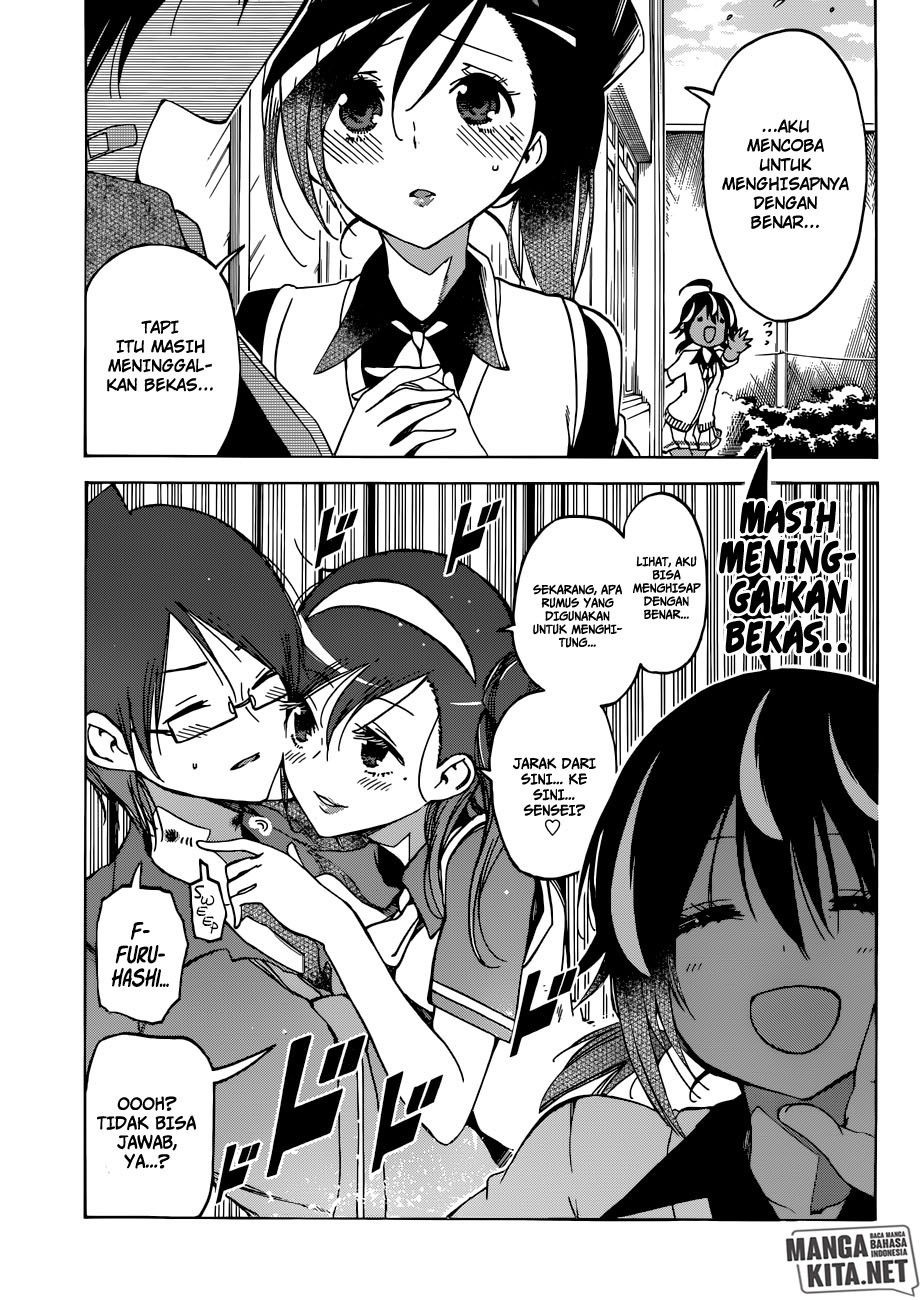 ...AKU
MENCOBA
UNTUK
MENGHISAPNYA
DENGAN
BENAR...
TAPI
ITU MASIH
MENINGGAL-
KAN BEKAS...
MASIH
MENING-
GALKAN
BEKAS..
LIHAT, AKU
BISA
MENGHISAP
DENGAN
BENAR...
SEKARANG, APA
RUMUS YANG
DIGUNAKAN
UNTUK MENGHI-
TUNG...
JARAK DARI
SINI... KE
SINI...
SENSEI?
♡
F-
FURU-
HASHI...
OOOH?
TIDAK BISA
JAWAB,
YA...?
ド
ド
ド
ド
ド
ド
MANGA
KITA.NET
BACA MANGA
BAHASA
INDONESIA